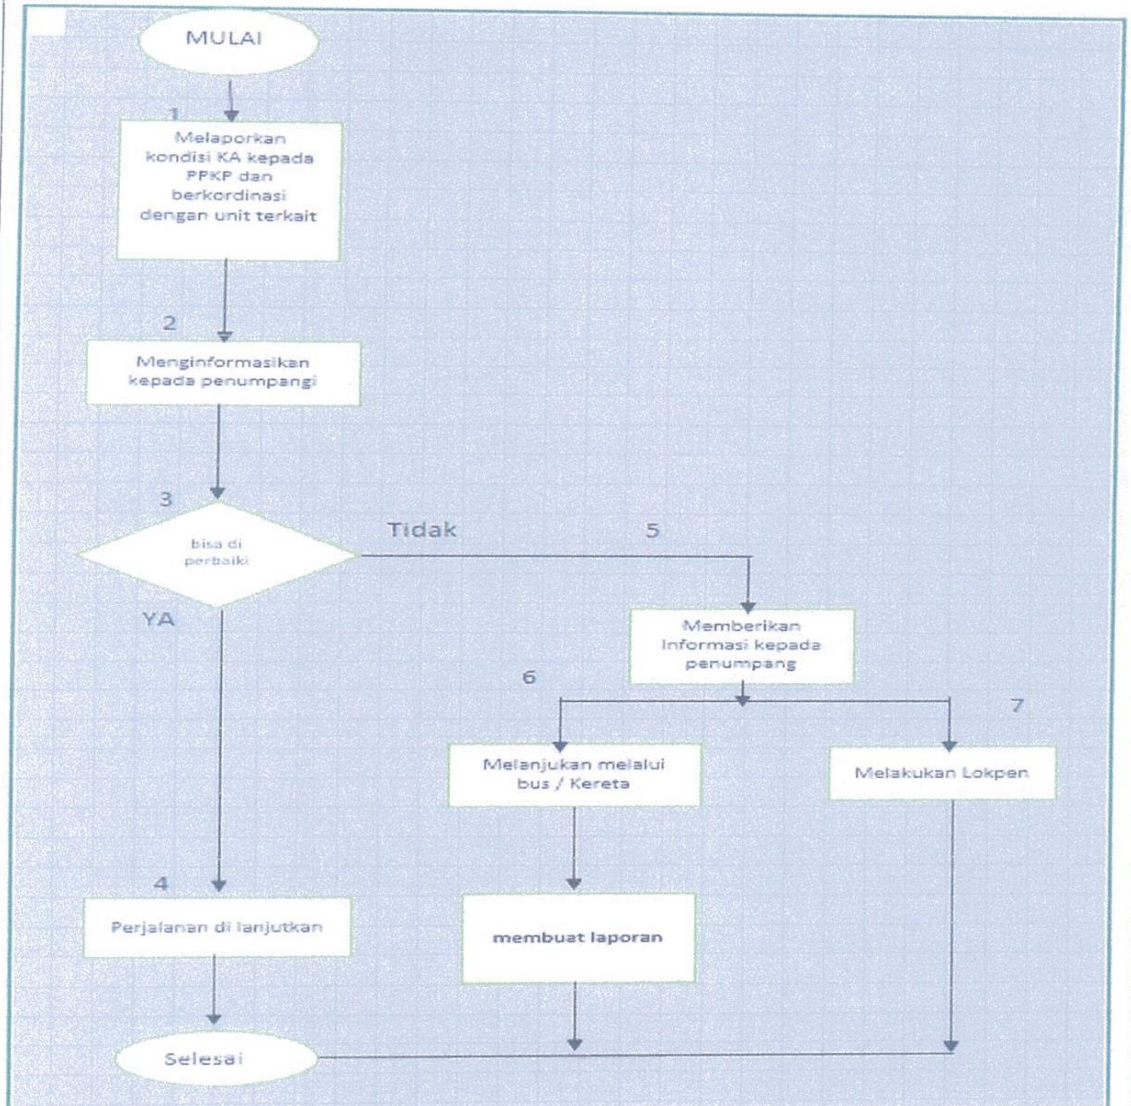 MULAI
1
Melaporkan
kondisi KA kepada
PPKP dan
berkordinasi
dengan unit terkait
2
Menginformasikan
kepada penumpangi
3
bisa di
perbaiki
Tidak
5
YA
Memberikan
Informasi kepada
penumpang
6
7
Melanjukan melalui
bus / Kereta
Melakukan Lokpen
4
Perjalanan di lanjutkan
membuat laporan
Selesai